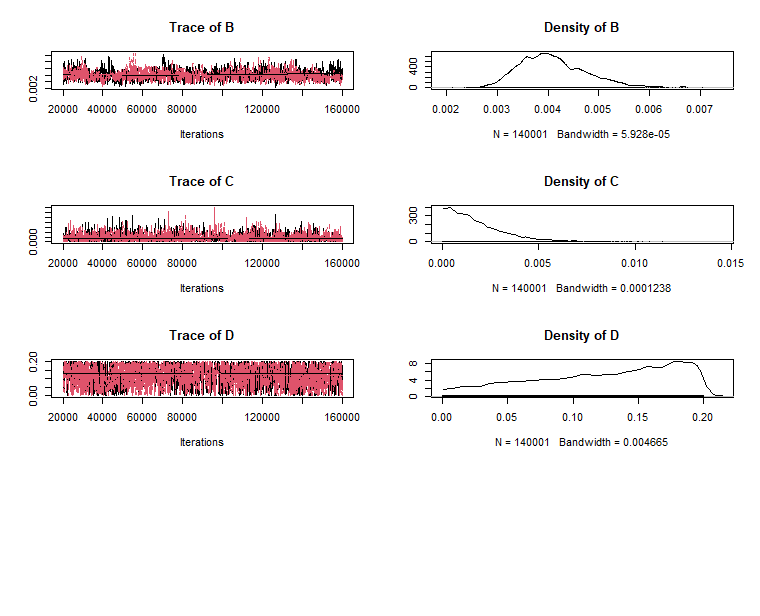 Trace of B
Density of B
0.002
0 400
20000 40000 60000 80000 120000 160000
0.002 0.003 0.004 0.005 0.006 0.007
Iterations
N = 140001 Bandwidth = 5.928e-05
Trace of C
Density of C
0.000
0 300
20000 40000 60000 80000 120000 160000
0.000 0.005 0.010 0.015
Iterations
N = 140001 Bandwidth = 0.0001238
Trace of D
Density of D
0.00 0.20
0 4 8
20000 40000 60000 80000 120000 160000
0.00 0.05 0.10 0.15 0.20
Iterations
N = 140001 Bandwidth = 0.004665